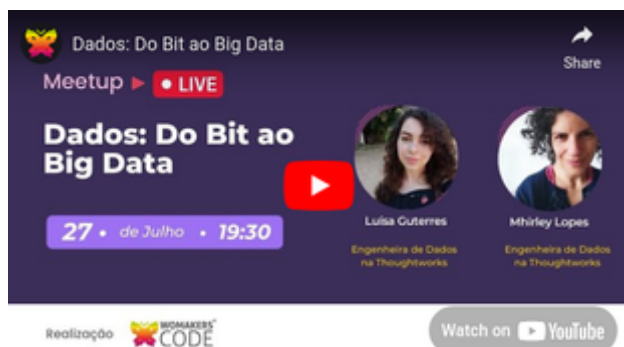 Dados: Do Bit ao Big Data
Share
Meetup LIVE
Dados: Do Bit ao
Big Data
27 • de Julho • 19:30
Luísa Guterres
Engenheira de Dados
na Thoughtworks
Mhirley Lopes
Engenheira de Dados
na Thoughtworks
Realização
WOMAKERS
CODE
Watch on YouTube